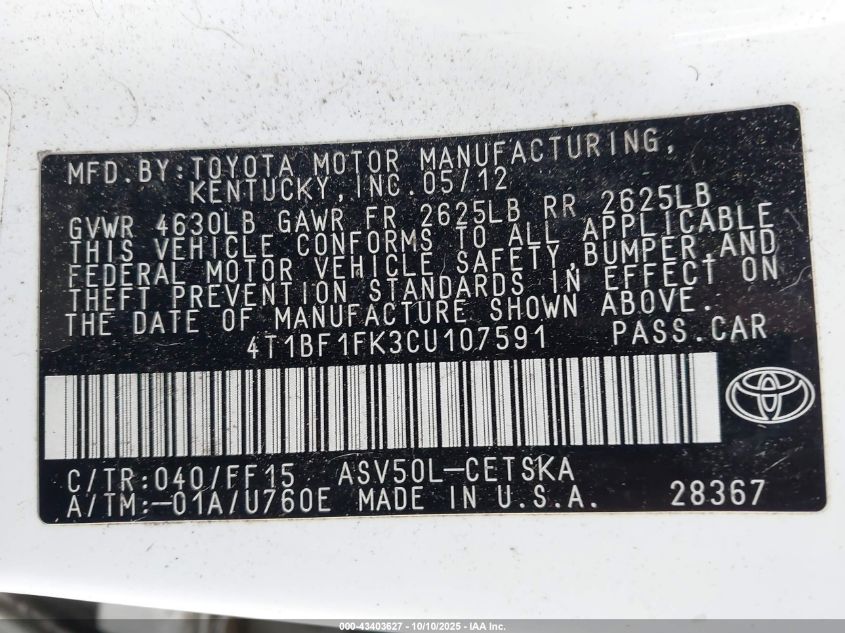 MFD.BY:TOYOTA MOTOR MANUFACTURING,
KENTUCKY,INC.05/12
GVWR 4630LB GAWR FR 2625LB RR 2625LB
THIS VEHICLE CONFORMS TO ALL APPLICABLE
FEDERAL MOTOR VEHICLE SAFETY,BUMPER,AND
THEFT PREVENTION STANDARDS IN EFFECT ON
THE DATE OF MANUFACTURE SHOWN ABOVE.
4T1BF1FK3CU107591 PASS.CAR
C/TR:040/FF15 ASV50L-CETSKA
A/TM:-01A/U760E MADE IN U.S.A. 28367
000-43403627 - 10/10/2025 - IAA Inc.